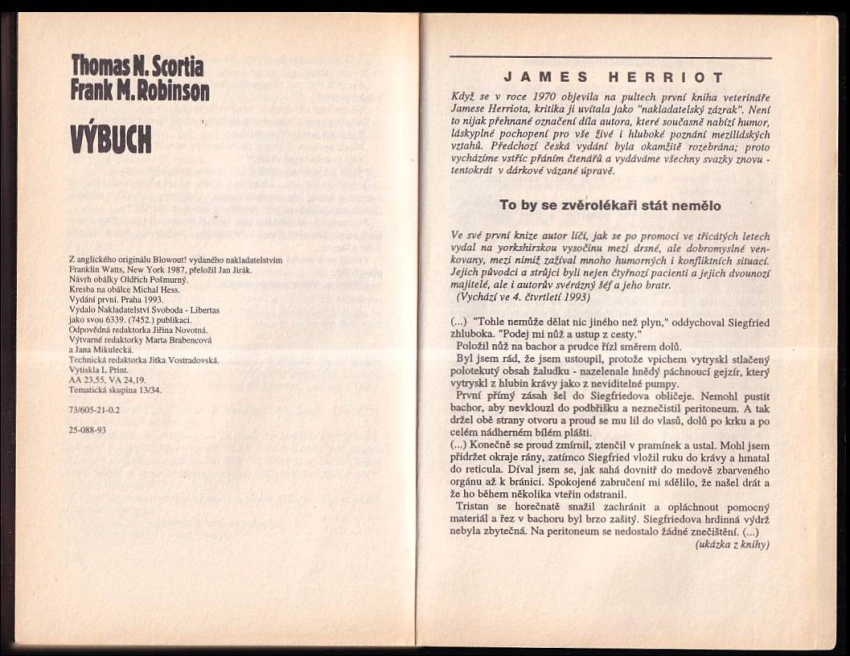 Thomas N. Scortia
Frank M. Robinson
VÝBUCH
Z anglického originálu Blowout! vydaného nakladatelstvím
Franklin Watts, New York 1987, přeložil Jan Jirák.
Návrh obálky Oldřich Pošmurný.
Kresba na obálce Michal Hess.
Vydání první. Praha 1993.
Vydalo Nakladatelství Svoboda - Libertas
jako svou 6339. (7452.) publikaci.
Odpovědná redaktorka Jiřina Novotná.
Výtvarné redaktorky Marta Brabencová
a Jana Mikulecká.
Technická redaktorka Jitka Vostradovská.
Vytiskla L Print.
AA 23,55, VA 24,19.
Tematická skupina 13/34.
73/605-21-0.2
25-088-93
JAMES HERRIOT
Když se v roce 1970 objevila na pultech první kniha veterináře
Jamese Herriota, kritika ji uvítala jako "nakladatelský zázrak". Není
to nijak přehnané označení díla autora, které současně nabízí humor,
láskyplné pochopení pro vše živé i hluboké poznání mezilidských
vztahů. Předchozí česká vydání byla okamžitě rozebrána; proto
vycházíme vstříc přáním čtenářů a vydáváme všechny svazky znovu -
tentokrát v dárkové vázané úpravě.
To by se zvěrolékaři stát nemělo
Ve své první knize autor líčí, jak se po promoci ve třicátých letech
vydal na yorkshirskou vysočinu mezi drsné, ale dobromyslné ven-
kovany, mezi nimiž zažíval mnoho humorných i konfliktních situací.
Jejich původci a strůjci byli nejen čtyřnozí pacienti a jejich dvounozí
majitelé, ale i autorův svérázný šéf a jeho bratr.
(Vychází ve 4. čtvrtletí 1993)
(...) "Tohle nemůže dělat nic jiného než plyn," oddychoval Siegfried
zhluboka. "Podej mi nůž a ustup z cesty."
Položil nůž na bachor a prudce řízl směrem dolů.
Byl jsem rád, že jsem ustoupil, protože vpichem vytryskl stlačený
polotekutý obsah žaludku - nazelenale hnědý páchnoucí gejzír, který
vytryskl z hlubin krávy jako z neviditelné pumpy.
První přímý zásah šel do Siegfriedova obličeje. Nemohl pustit
bachor, aby nevklouzl do podbřišku a neznečistil peritoneum. A tak
držel obě strany otvoru a proud se mu lil do vlasů, dolů po krku a po
celém nádherném bílém plášti.
(...) Konečně se proud zmírnil, ztenčil v pramínek a ustal. Mohl jsem
přidržet okraje rány, zatímco Siegfried vložil ruku do krávy a hmatal
do reticula. Díval jsem se, jak sahá dovnitř do medově zbarveného
orgánu až k bránici. Spokojené zabručení mi sdělilo, že našel drát a
že ho během několika vteřin odstranil.
Tristan se horečnatě snažil zachránit a opláchnout pomocný
materiál a řez v bachoru byl brzo zašitý. Siegfriedova hrdinná výdrž
nebyla zbytečná. Na peritoneum se nedostalo žádné znečištění. (...)
(ukázka z knihy)